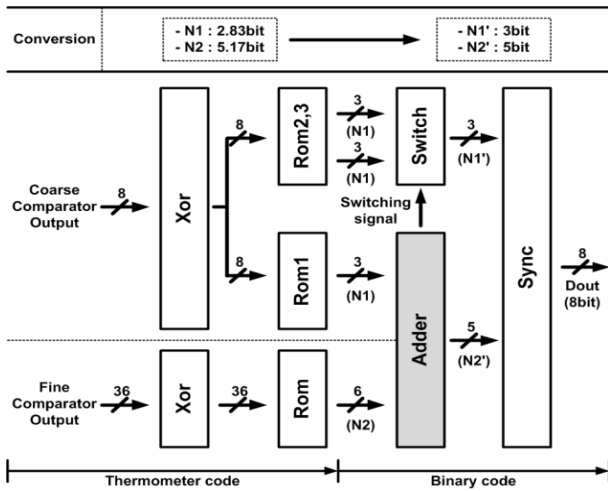 Conversion
- N1 : 2.83bit
- N2 : 5.17bit
- N1' : 3bit
- N2' : 5bit
Coarse
Comparator
Output
8
Xor
8
Rom2,3
3
(N1)
3
(N1)
Switch
3
(N1')
Switching
signal
8
Rom1
3
(N1)
Adder
5
(N2')
Sync
8
Dout
(8bit)
Fine
Comparator
Output
36
Xor
36
Rom
6
(N2)
Thermometer code
Binary code